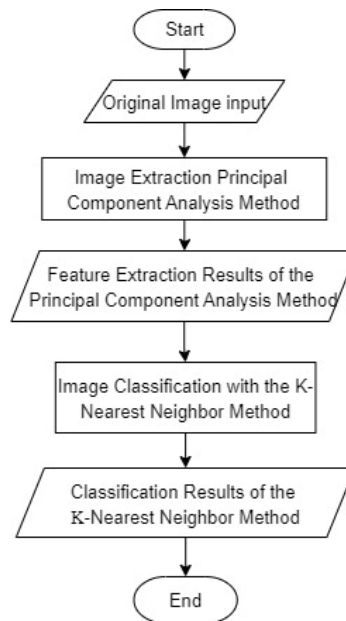 Start
Original Image input
Image Extraction Principal
Component Analysis Method
Feature Extraction Results of the
Principal Component Analysis Method
Image Classification with the K-
Nearest Neighbor Method
Classification Results of the
K-Nearest Neighbor Method
End